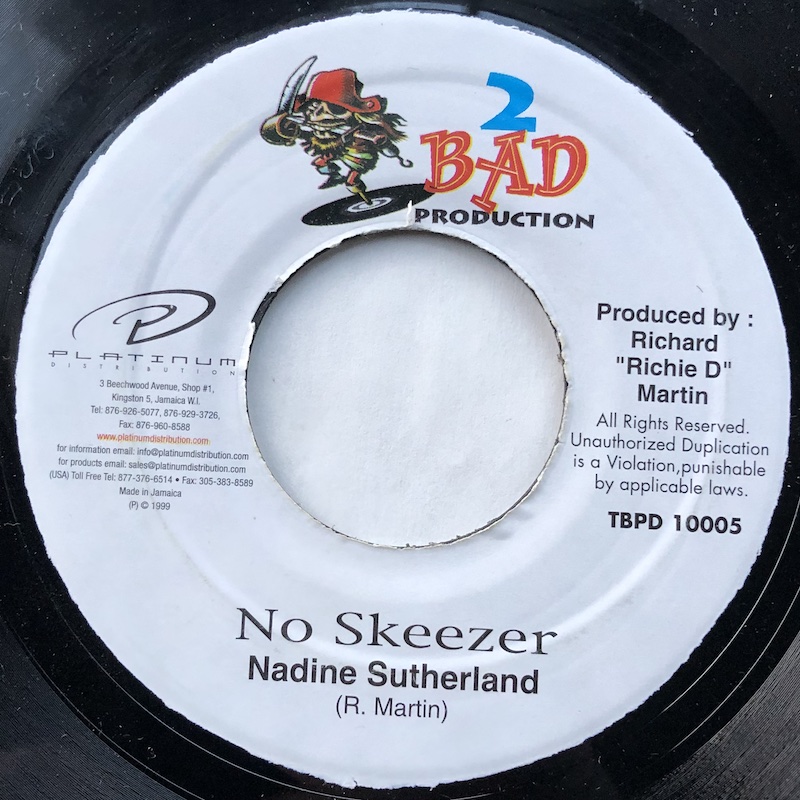 2
BAD
PRODUCTION
PLATINUM
DISTRIBUTION
3 Beechwood Avenue, Shop #1,
Kingston 5, Jamaica W.I.
Tel: 876-926-5077, 876-929-3726,
Fax: 876-960-8588
www.platinumdistribution.com
for information email: info@platinumdistribution.com
for products email: sales@platinumdistribution.com
(USA) Toll Free Tel: 877-376-6514 • Fax: 305-383-8589
Made in Jamaica
(P) © 1999
Produced by :
Richard
"Richie D"
Martin
All Rights Reserved.
Unauthorized Duplication
is a Violation,punishable
by applicable laws.
TBPD 10005
No Skeezer
Nadine Sutherland
(R. Martin)